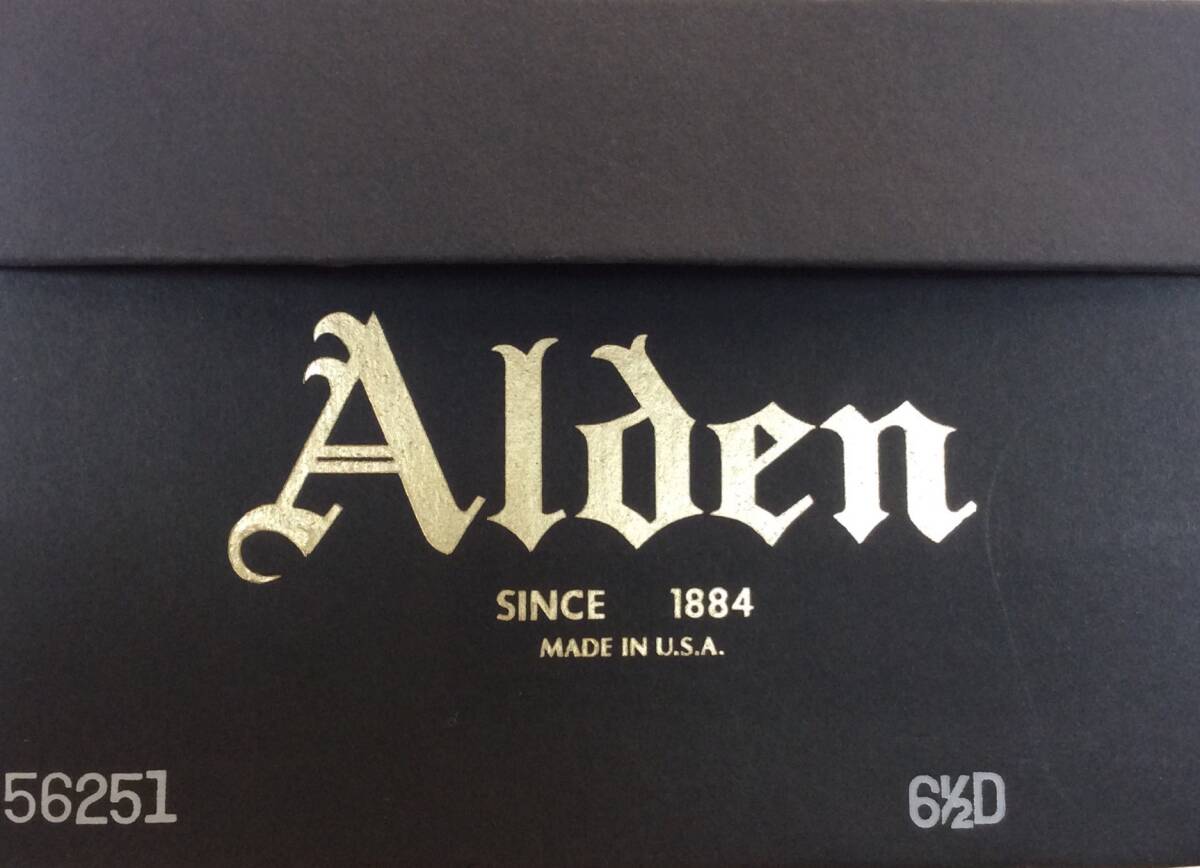 Alden
SINCE 1884
MADE IN U.S.A.
56251 6½D